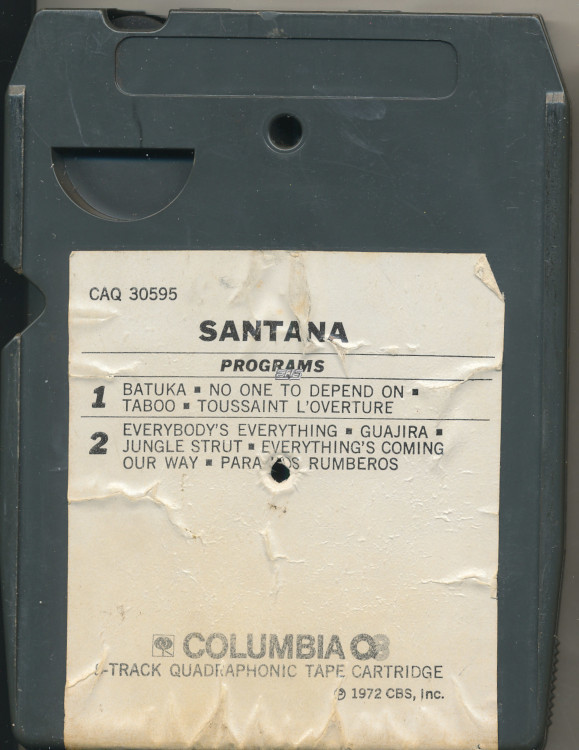 CAQ 30595
SANTANA
PROGRAMS
1 BATUKA ▪ NO ONE TO DEPEND ON ▪
TABOO ▪ TOUSSAINT L'OVERTURE
2 EVERYBODY'S EVERYTHING ▪ GUAJIRA ▪
JUNGLE STRUT ▪ EVERYTHING'S COMING
OUR WAY ▪ PARA RUMBEROS
COLUMBIA Q8
-TRACK QUADRAPHONIC TAPE CARTRIDGE
℗ 1972 CBS, Inc.